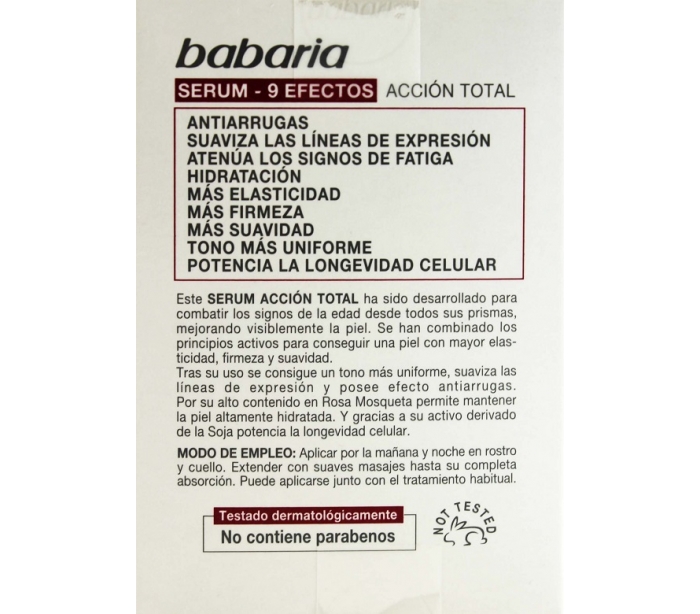 babaria
SERUM - 9 EFECTOS ACCIÓN TOTAL
ANTIARRUGAS
SUAVIZA LAS LÍNEAS DE EXPRESIÓN
ATENÚA LOS SIGNOS DE FATIGA
HIDRATACIÓN
MÁS ELASTICIDAD
MÁS FIRMEZA
MÁS SUAVIDAD
TONO MÁS UNIFORME
POTENCIA LA LONGEVIDAD CELULAR
Este SERUM ACCIÓN TOTAL ha sido desarrollado para
combatir los signos de la edad desde todos sus prismas,
mejorando visiblemente la piel. Se han combinado los
principios activos para conseguir una piel con mayor elas-
ticidad, firmeza y suavidad.
Tras su uso se consigue un tono más uniforme, suaviza las
líneas de expresión y posee efecto antiarrugas.
Por su alto contenido en Rosa Mosqueta permite mantener
la piel altamente hidratada. Y gracias a su activo derivado
de la Soja potencia la longevidad celular.
MODO DE EMPLEO: Aplicar por la mañana y noche en rostro
y cuello. Extender con suaves masajes hasta su completa
absorción. Puede aplicarse junto con el tratamiento habitual.
Testado dermatológicamente
No contiene parabenos
NOT TESTED